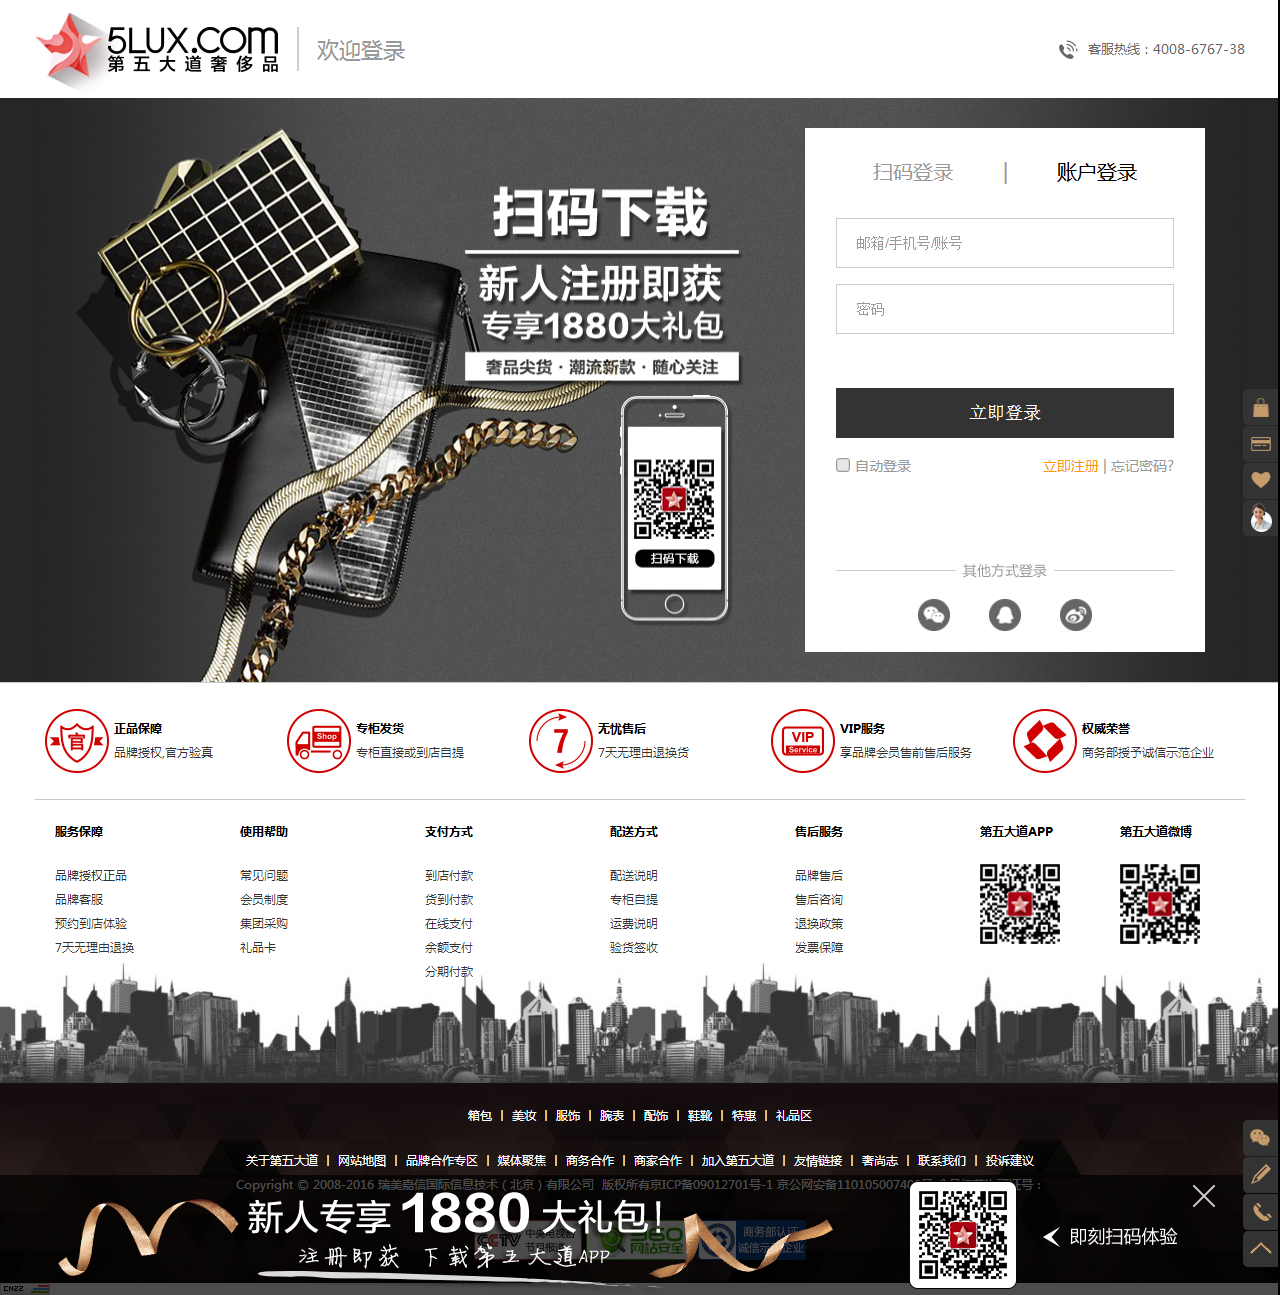 5LUX.COM
第五大道奢侈品
欢迎登录
客服热线：4008-6767-38
扫码登录 | 账户登录
扫码下载
新人注册即获
专享1880大礼包
奢品尖货·潮流新款·随心关注
扫码下载
邮箱/手机号/账号
密码
立即登录
自动登录
立即注册 | 忘记密码?
其他方式登录
官
正品保障
品牌授权,官方验真
Shop
专柜发货
专柜直接或到店自提
7
无忧售后
7天无理由退换货
VIP
Service
VIP服务
享品牌会员售前售后服务
权威荣誉
商务部授予诚信示范企业
服务保障
品牌授权正品
品牌客服
预约到店体验
7天无理由退换
使用帮助
常见问题
会员制度
集团采购
礼品卡
支付方式
到店付款
货到付款
在线支付
余额支付
分期付款
配送方式
配送说明
专柜自提
运费说明
验货签收
售后服务
品牌售后
售后咨询
退换政策
发票保障
第五大道APP
第五大道微博
箱包 | 美妆 | 服饰 | 腕表 | 配饰 | 鞋靴 | 特惠 | 礼品区
关于第五大道 | 网站地图 | 品牌合作专区 | 媒体聚焦 | 商务合作 | 商家合作 | 加入第五大道 | 友情链接 | 奢尚志 | 联系我们 | 投诉建议
Copyright © 2008-2016 瑞美嘉信国际信息技术（北京）有限公司 版权所有京ICP备09012701号-1 京公网安备110105007400
新人专享1880大礼包!
注册即获 下载第五大道APP
CCTV
360
网站安全
商务部认证
诚信示范企业
即刻扫码体验
CNZZ